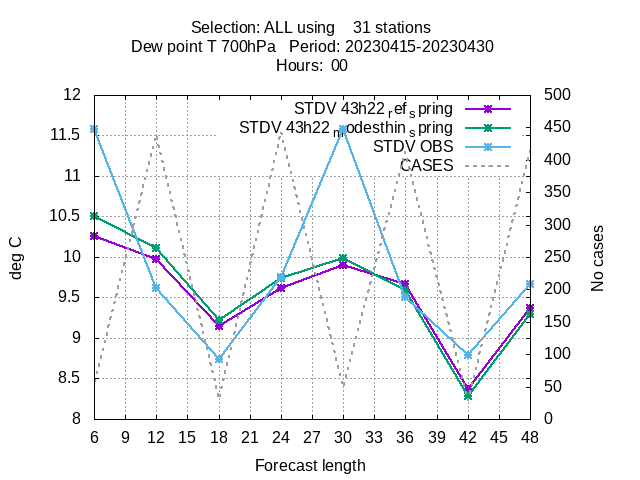 Selection: ALL using    31 stations
Dew point T 700hPa   Period: 20230415-20230430
Hours:  00
12 500
STDV 43h22_ref_spring
STDV 43h22_modesthin_spring
STDV OBS
CASES
11.5 450
11 400
350
10.5 300
10 250
9.5 200
9 150
100
8.5 50
8 0
deg C
No cases
6 9 12 15 18 21 24 27 30 33 36 39 42 45 48
Forecast length